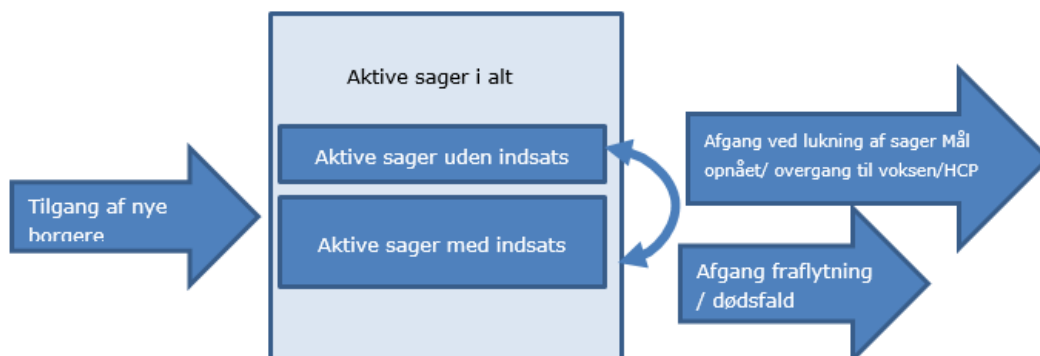 Aktive sager i alt
Aktive sager uden indsats
Aktive sager med indsats
Tilgang af nye
borgere
Afgang ved lukning af sager Mål
opnået/ overgang til voksen/HCP
Afgang fraflytning
/ dødsfald